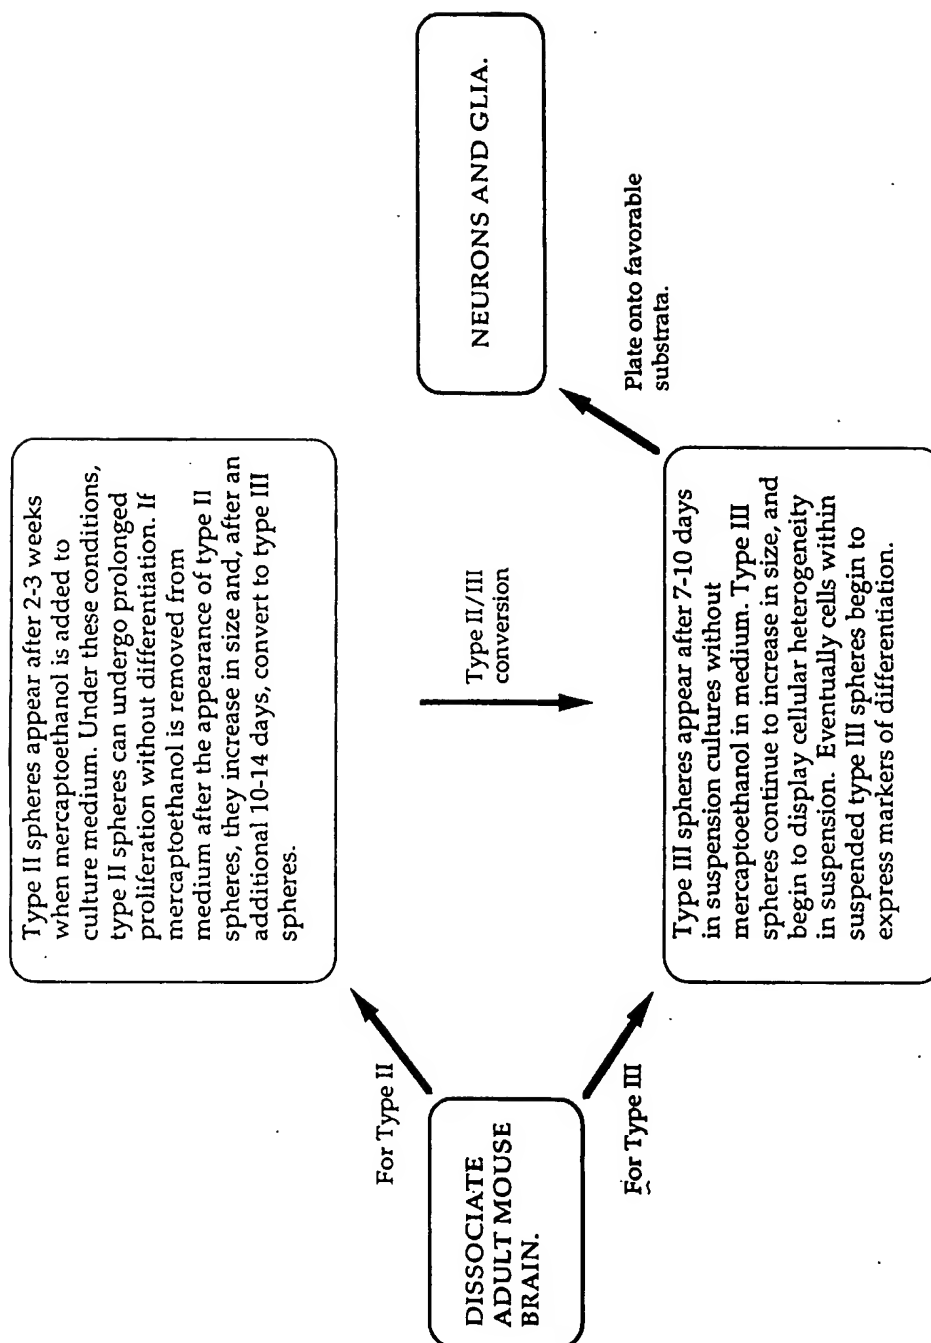 DISSOCIATE
ADULT MOUSE
BRAIN.
For Type II
For Type III
Type II spheres appear after 2-3 weeks
when mercaptoethanol is added to
culture medium. Under these conditions,
type II spheres can undergo prolonged
proliferation without differentiation. If
mercaptoethanol is removed from
medium after the appearance of type II
spheres, they increase in size and, after an
additional 10-14 days, convert to type III
spheres.
Type II/III
conversion
Type III spheres appear after 7-10 days
in suspension cultures without
mercaptoethanol in medium. Type III
spheres continue to increase in size, and
begin to display cellular heterogeneity
in suspension. Eventually cells within
suspended type III spheres begin to
express markers of differentiation.
Plate onto favorable
substrata.
NEURONS AND GLIA.